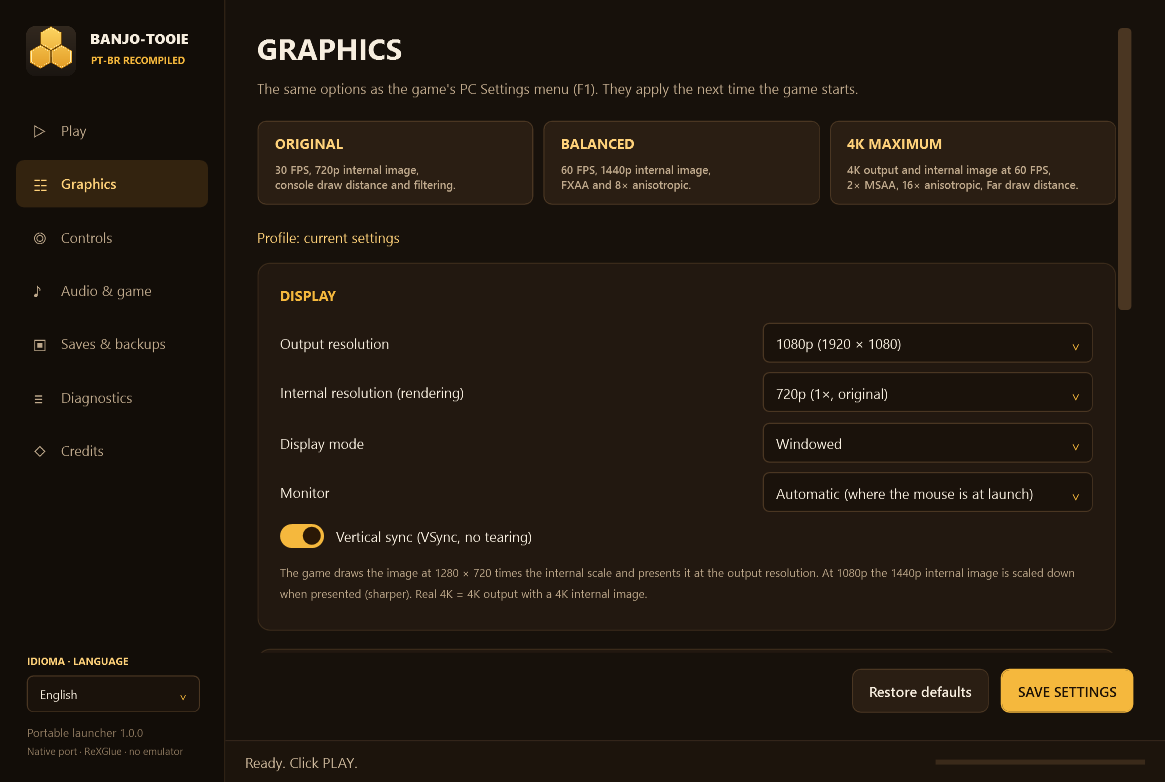 BANJO-TOOIE
PT-BR RECOMPILED
Play
Graphics
Controls
Audio & game
Saves & backups
Diagnostics
Credits
IDIOMA · LANGUAGE
English
Portable launcher 1.0.0
Native port · ReXGlue · no emulator
GRAPHICS
The same options as the game's PC Settings menu (F1). They apply the next time the game starts.
ORIGINAL
30 FPS, 720p internal image,
console draw distance and filtering.
BALANCED
60 FPS, 1440p internal image,
FXAA and 8× anisotropic.
4K MAXIMUM
4K output and internal image at 60 FPS,
2× MSAA, 16× anisotropic, Far draw distance.
Profile: current settings
DISPLAY
Output resolution
1080p (1920 × 1080)
Internal resolution (rendering)
720p (1×, original)
Display mode
Windowed
Monitor
Automatic (where the mouse is at launch)
Vertical sync (VSync, no tearing)
The game draws the image at 1280 × 720 times the internal scale and presents it at the output resolution. At 1080p the 1440p internal image is scaled down
when presented (sharper). Real 4K = 4K output with a 4K internal image.
Restore defaults
SAVE SETTINGS
Ready. Click PLAY.